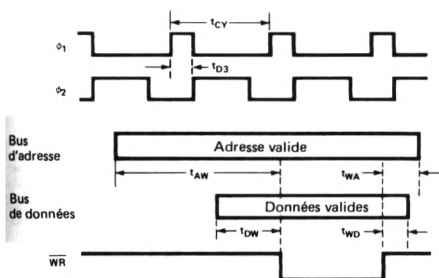 tCY
ϕ1
tD3
ϕ2
Bus
d'adresse
Adresse valide
tAW
tWA
Bus
de données
Données valides
tDW
tWD
WR